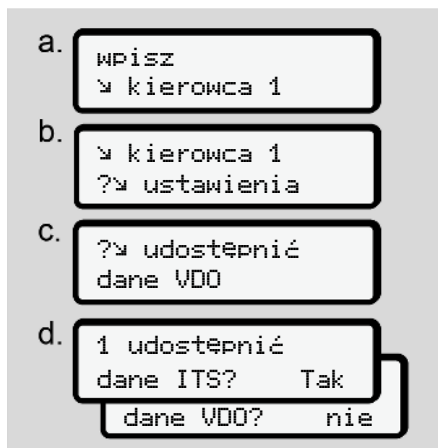 a.
wpisz
↘ kierowca 1
b.
↘ kierowca 1
?↘ ustawienia
c.
?↘ udostępnić
dane VDO
d.
1 udostępnić
dane ITS? Tak
dane VDO? nie